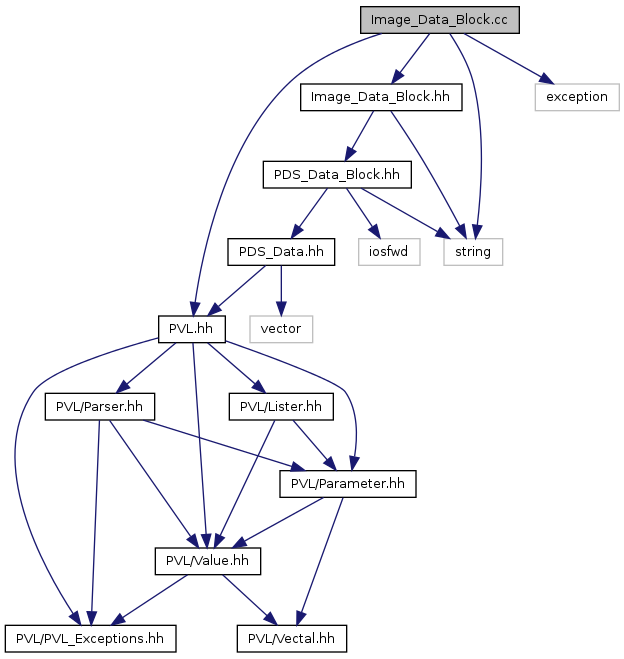 Image_Data_Block.cc
Image_Data_Block.hh
exception
PDS_Data_Block.hh
PDS_Data.hh
iosfwd
string
PVL.hh
vector
PVL/Parser.hh
PVL/Lister.hh
PVL/Parameter.hh
PVL/Value.hh
PVL/PVL_Exceptions.hh
PVL/Vectal.hh